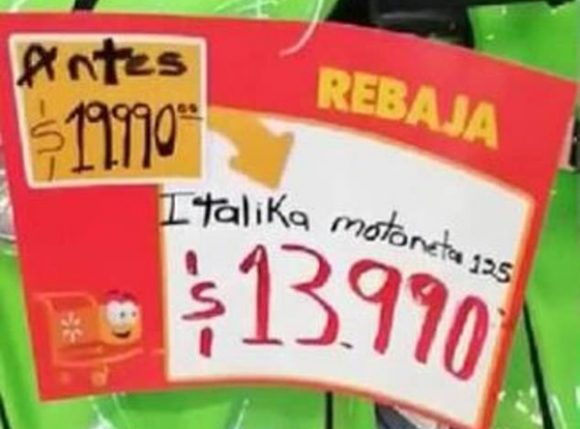 Antes
$19.990.00
REBAJA
Italika motoneta 125
$13.990